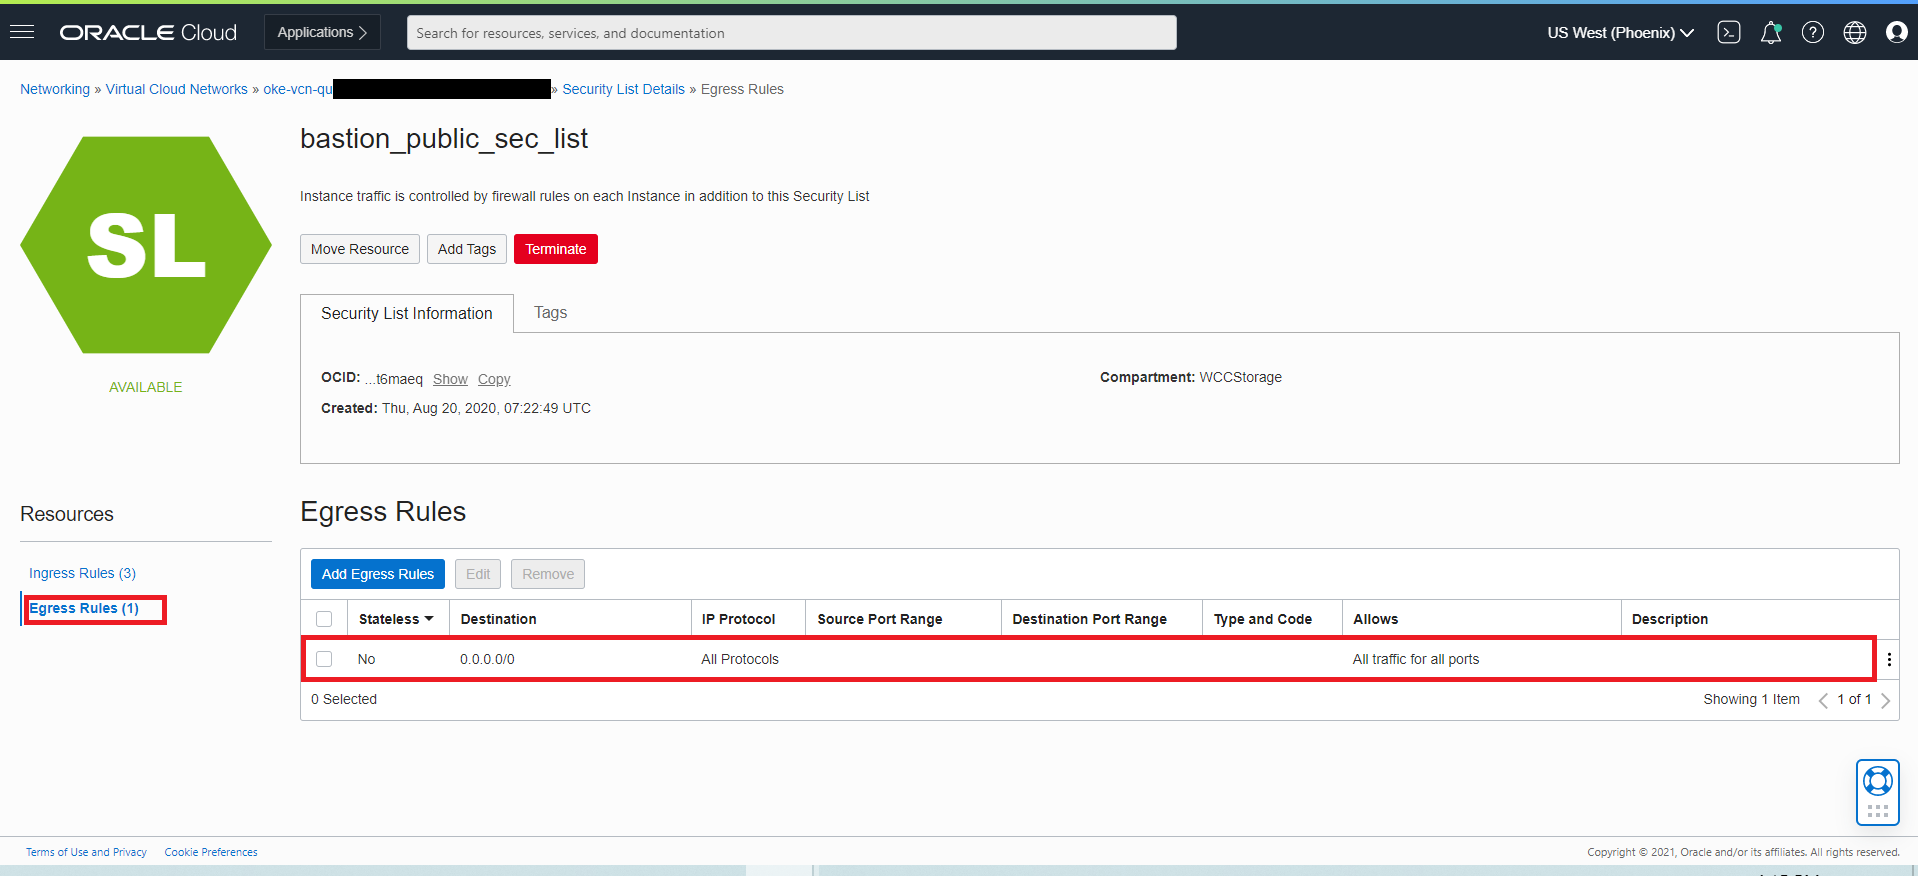 ORACLE Cloud Applications Search for resources, services, and documentation US West (Phoenix)
Networking » Virtual Cloud Networks » oke-vcn-qu » Security List Details » Egress Rules
SL
AVAILABLE
bastion_public_sec_list
Instance traffic is controlled by firewall rules on each Instance in addition to this Security List
Move Resource Add Tags Terminate
Security List Information Tags
OCID: ...t6maeq Show Copy Compartment: WCCStorage
Created: Thu, Aug 20, 2020, 07:22:49 UTC
Resources
Ingress Rules (3)
Egress Rules (1)
Egress Rules
Add Egress Rules Edit Remove
Stateless Destination IP Protocol Source Port Range Destination Port Range Type and Code Allows Description
No 0.0.0.0/0 All Protocols All traffic for all ports
0 Selected Showing 1 Item 1 of 1
Terms of Use and Privacy Cookie Preferences Copyright © 2021, Oracle and/or its affiliates. All rights reserved.